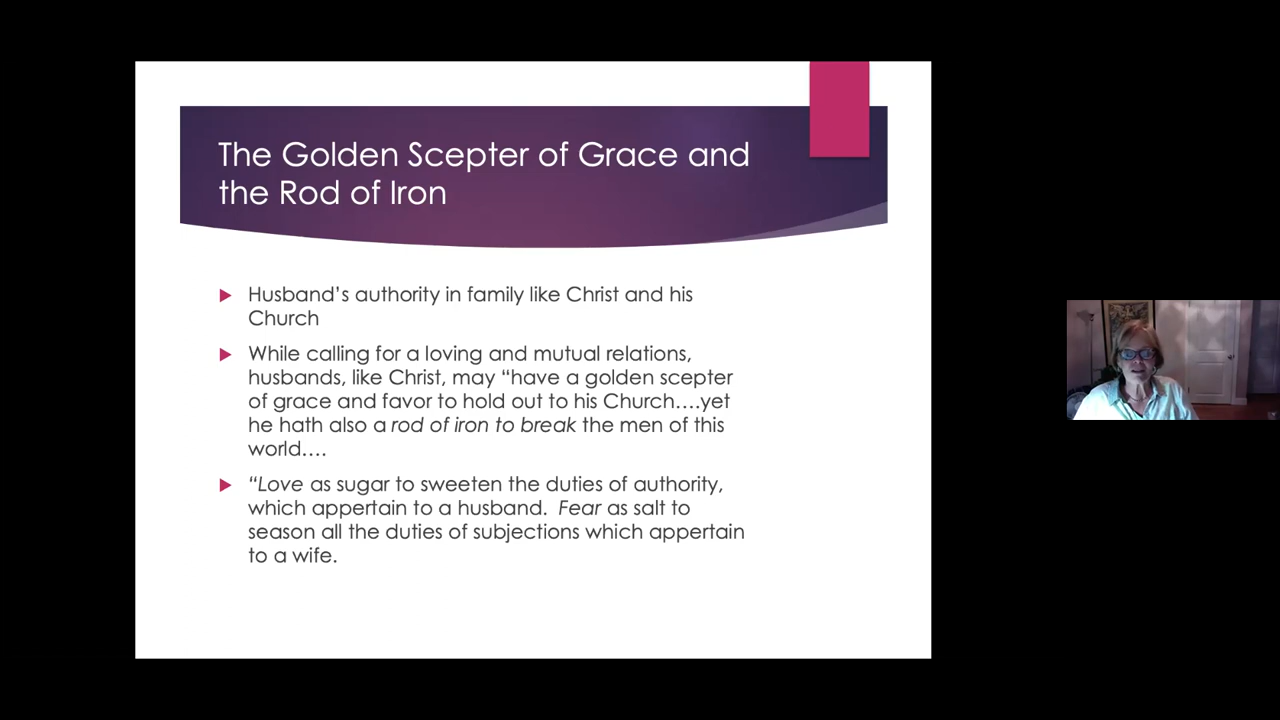 The Golden Scepter of Grace and
the Rod of Iron
Husband's authority in family like Christ and his
Church
While calling for a loving and mutual relations,
husbands, like Christ, may “have a golden scepter
of grace and favor to hold out to his Church….yet
he hath also a rod of iron to break the men of this
world….
“Love as sugar to sweeten the duties of authority,
which appertain to a husband.  Fear as salt to
season all the duties of subjections which appertain
to a wife.